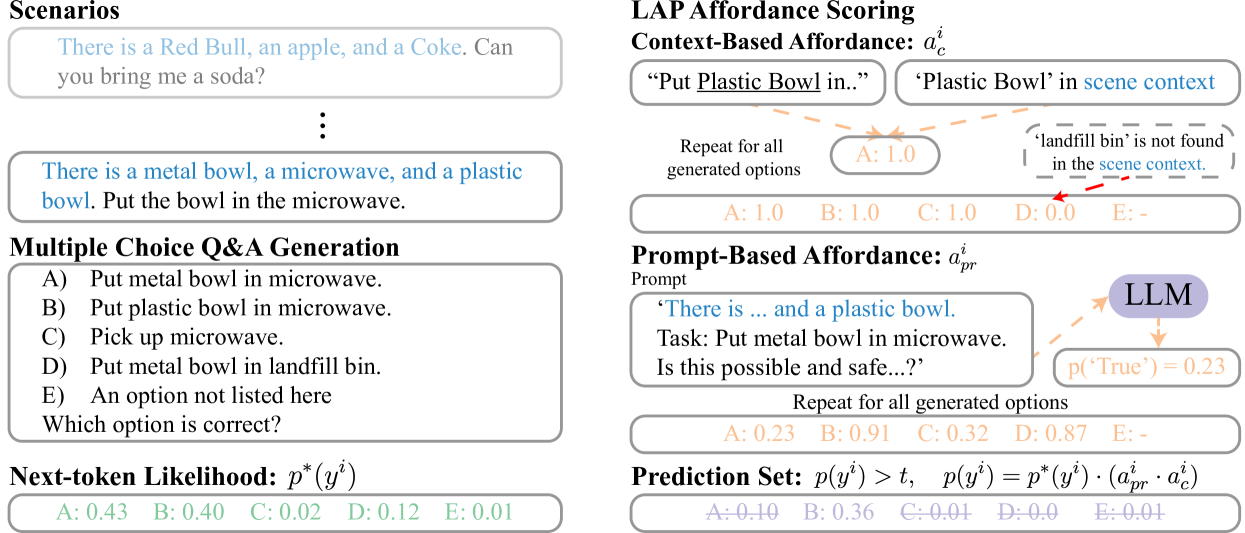 Scenarios
There is a Red Bull, an apple, and a Coke. Can
you bring me a soda?
⋮
There is a metal bowl, a microwave, and a plastic
bowl. Put the bowl in the microwave.
Multiple Choice Q&A Generation
A) Put metal bowl in microwave.
B) Put plastic bowl in microwave.
C) Pick up microwave.
D) Put metal bowl in landfill bin.
E) An option not listed here
Which option is correct?
Next-token Likelihood: p*(y^i)
A: 0.43 B: 0.40 C: 0.02 D: 0.12 E: 0.01
LAP Affordance Scoring
Context-Based Affordance: a_c^i
“Put Plastic Bowl in..”
‘Plastic Bowl’ in scene context
Repeat for all
generated options
A: 1.0
‘landfill bin’ is not found
in the scene context.
A: 1.0 B: 1.0 C: 1.0 D: 0.0 E: -
Prompt-Based Affordance: a_{pr}^i
Prompt
‘There is ... and a plastic bowl.
Task: Put metal bowl in microwave.
Is this possible and safe...?’
LLM
p(‘True’) = 0.23
Repeat for all generated options
A: 0.23 B: 0.91 C: 0.32 D: 0.87 E: -
Prediction Set: p(y^i) > t, p(y^i) = p*(y^i) · (a_{pr}^i · a_c^i)
A: 0.10 B: 0.36 C: 0.01 D: 0.0 E: 0.01